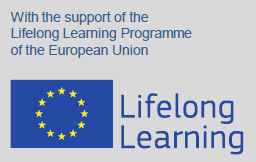 With the support of the
Lifelong Learning Programme
of the European Union
Lifelong
Learning